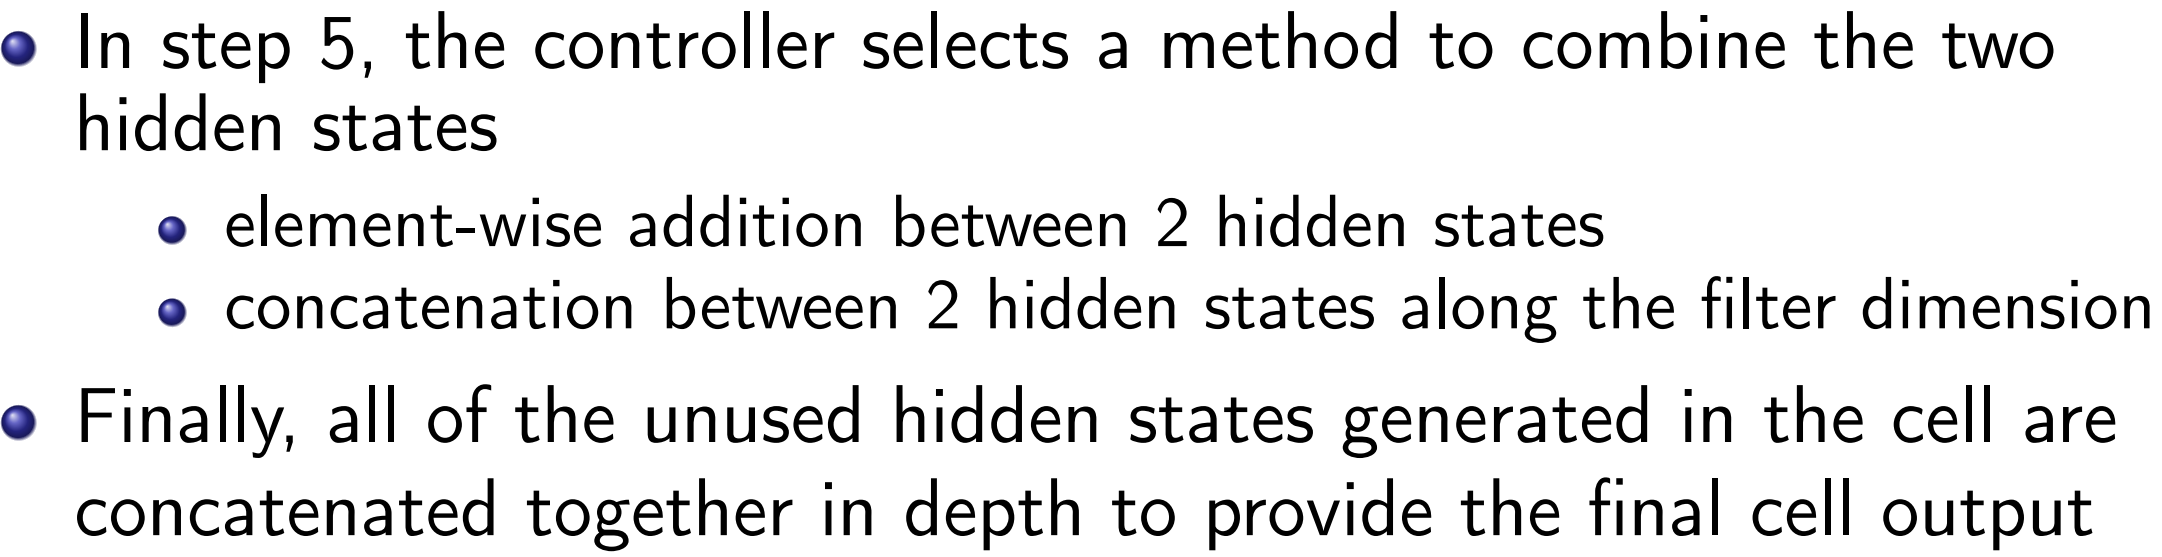 In step 5, the controller selects a method to combine the two
hidden states
element-wise addition between 2 hidden states
concatenation between 2 hidden states along the filter dimension
Finally, all of the unused hidden states generated in the cell are
concatenated together in depth to provide the final cell output